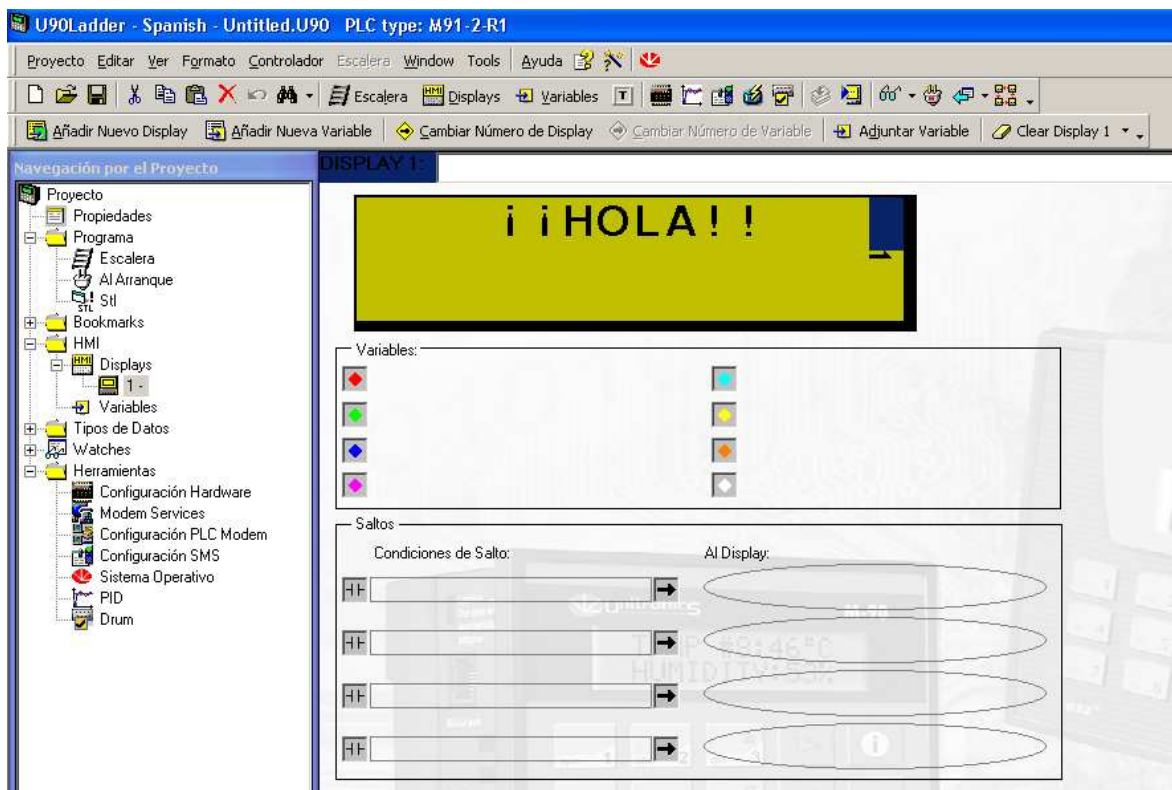 U90Ladder - Spanish - Untitled.U90 PLC type: M91-2-R1
Proyecto Editar Ver Formato Controlador Escalera Window Tools Ayuda
Escalera HMI Displays Variables T
Añadir Nuevo Display Añadir Nueva Variable Cambiar Número de Display Cambiar Número de Variable Adjuntar Variable Clear Display 1
Navegación por el Proyecto
DISPLAY 1:
Proyecto
Propiedades
Programa
Escalera
Al Arranque
Stl
Bookmarks
HMI
Displays
1 -
Variables
Tipos de Datos
Watches
Herramientas
Configuración Hardware
Modem Services
Configuración PLC Modem
Configuración SMS
Sistema Operativo
PID
Drum
¡¡HOLA!!
Variables:
Saltos
Condiciones de Salto:
Al Display:
Unitronics
HUMIDITY:53%